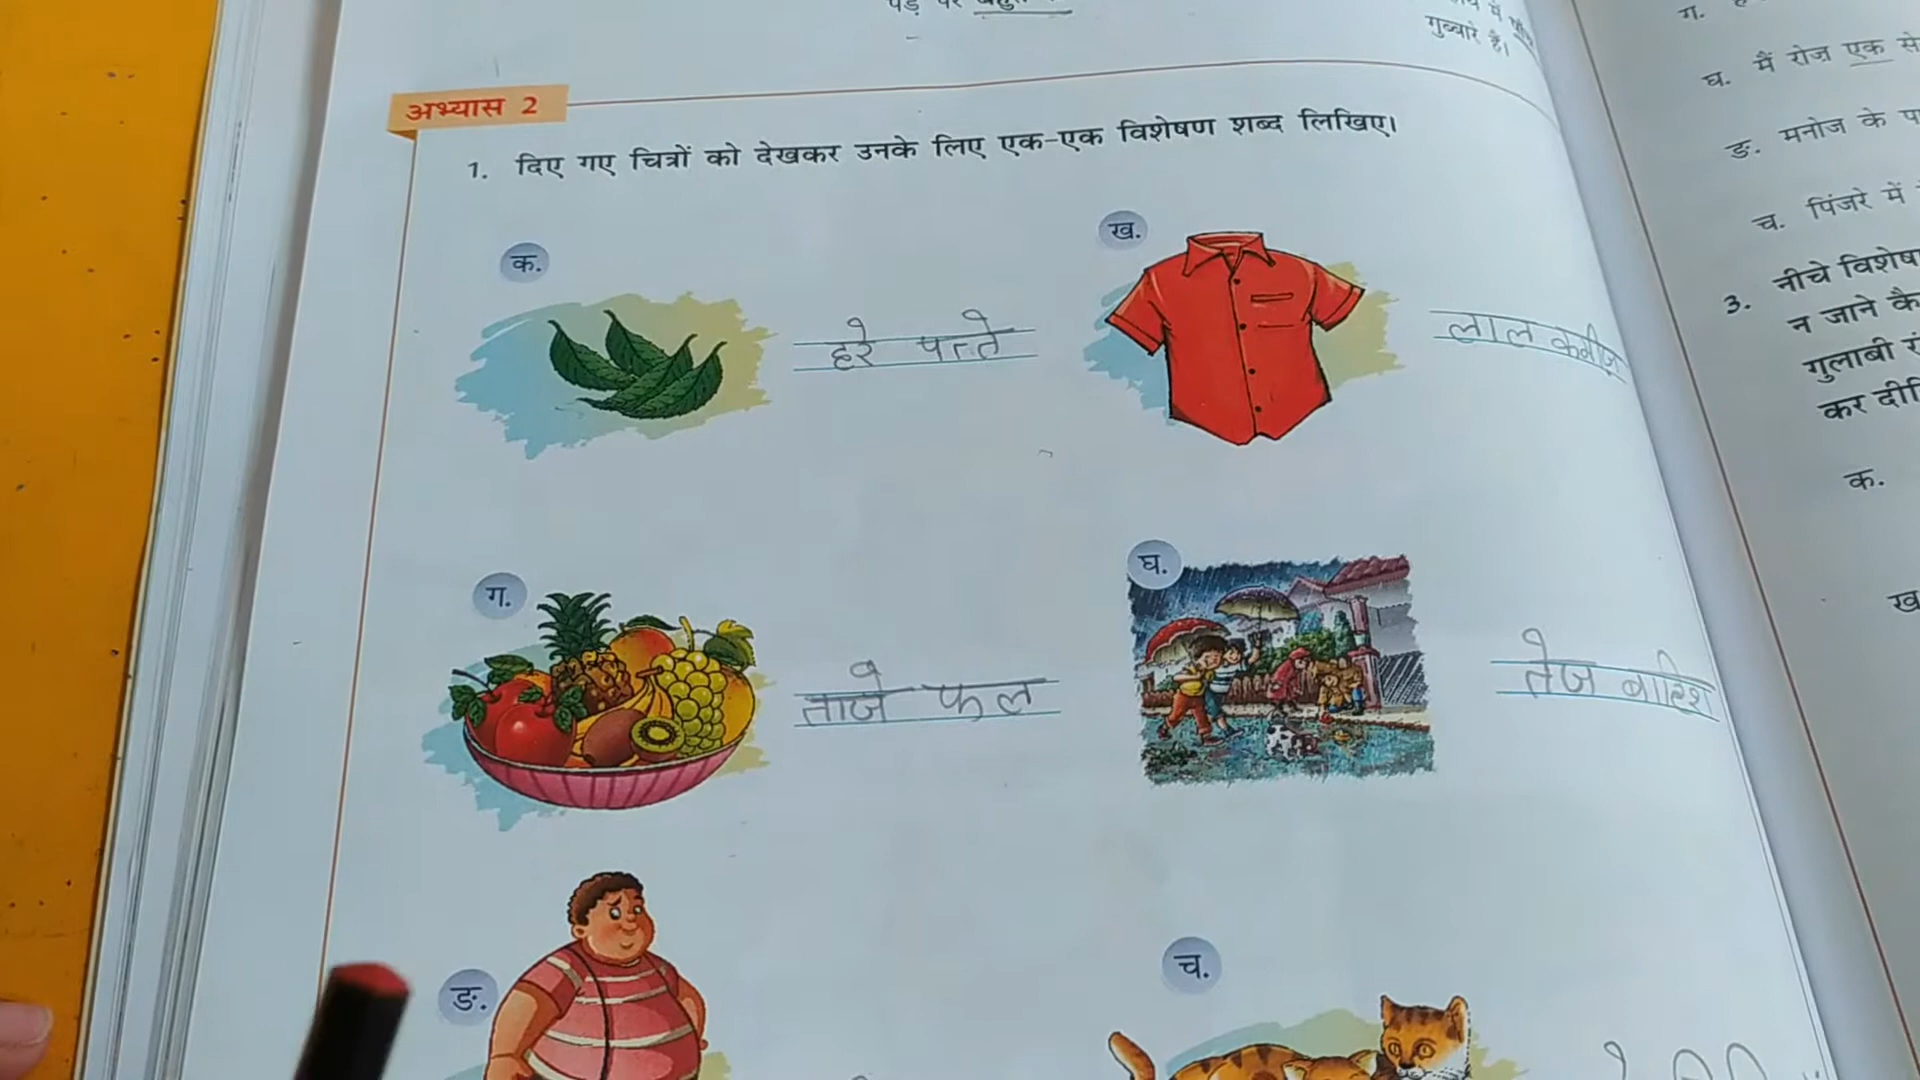 पेड़ पर
गुब्बारे हैं।
अभ्यास 2
1. दिए गए चित्रों को देखकर उनके लिए एक-एक विशेषण शब्द लिखिए।
क.
हरे पत्ते
ख.
लाल कमीज़
ग.
ताजे फल
घ.
तेज बारिश
ङ.
च.
ग.
घ. मैं रोज एक से
ङ. मनोज के
च. पिंजरे में
3. नीचे
न जाने
गुलाबी
कर
क.
ख